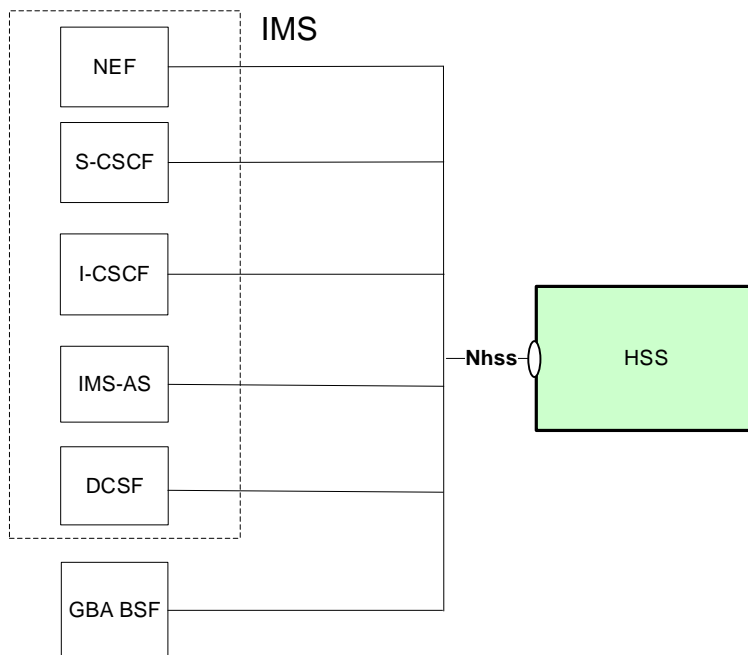 IMS
NEF
S-CSCF
I-CSCF
Nhss
HSS
IMS-AS
DCSF
GBA BSF